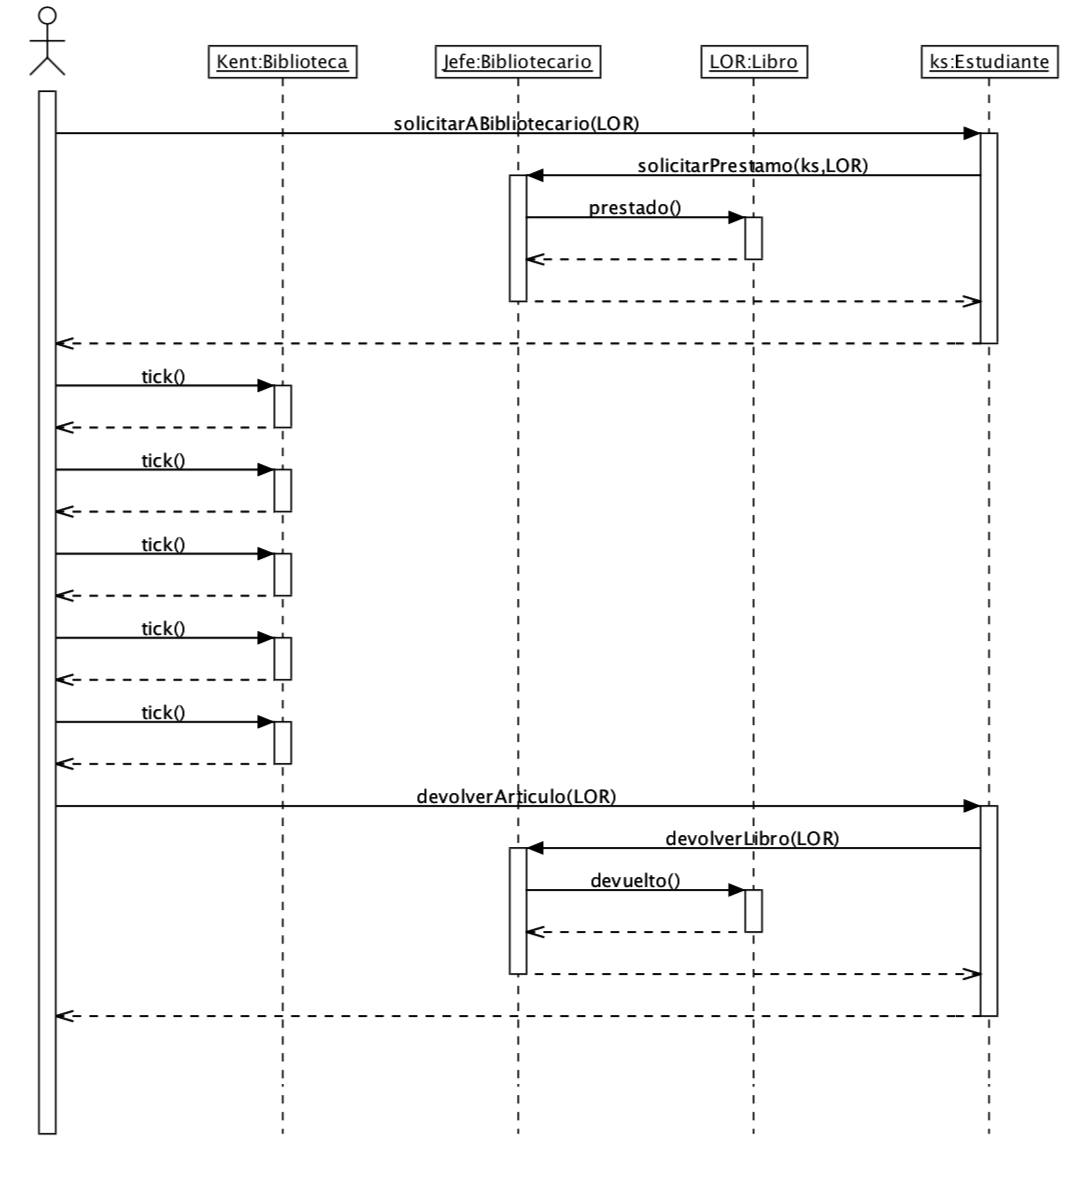 Kent:Biblioteca
Jefe:Bibliotecario
LOR:Libro
ks:Estudiante
solicitarABibliotecario(LOR)
solicitarPrestamo(ks,LOR)
prestado()
tick()
tick()
tick()
tick()
tick()
devolverArticulo(LOR)
devolverLibro(LOR)
devuelto()